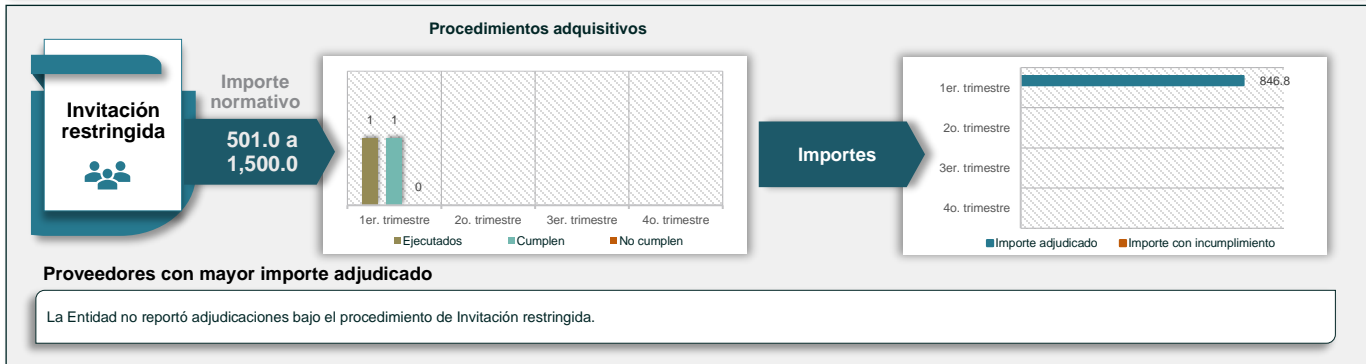 Procedimientos adquisitivos
Invitación
restringida
Importe
normativo
501.0 a
1,500.0
1 1
0
1er. trimestre 2o. trimestre 3er. trimestre 4o. trimestre
Ejecutados Cumplen No cumplen
Importes
1er. trimestre 846.8
2o. trimestre
3er. trimestre
4o. trimestre
Importe adjudicado Importe con incumplimiento
Proveedores con mayor importe adjudicado
La Entidad no reportó adjudicaciones bajo el procedimiento de Invitación restringida.